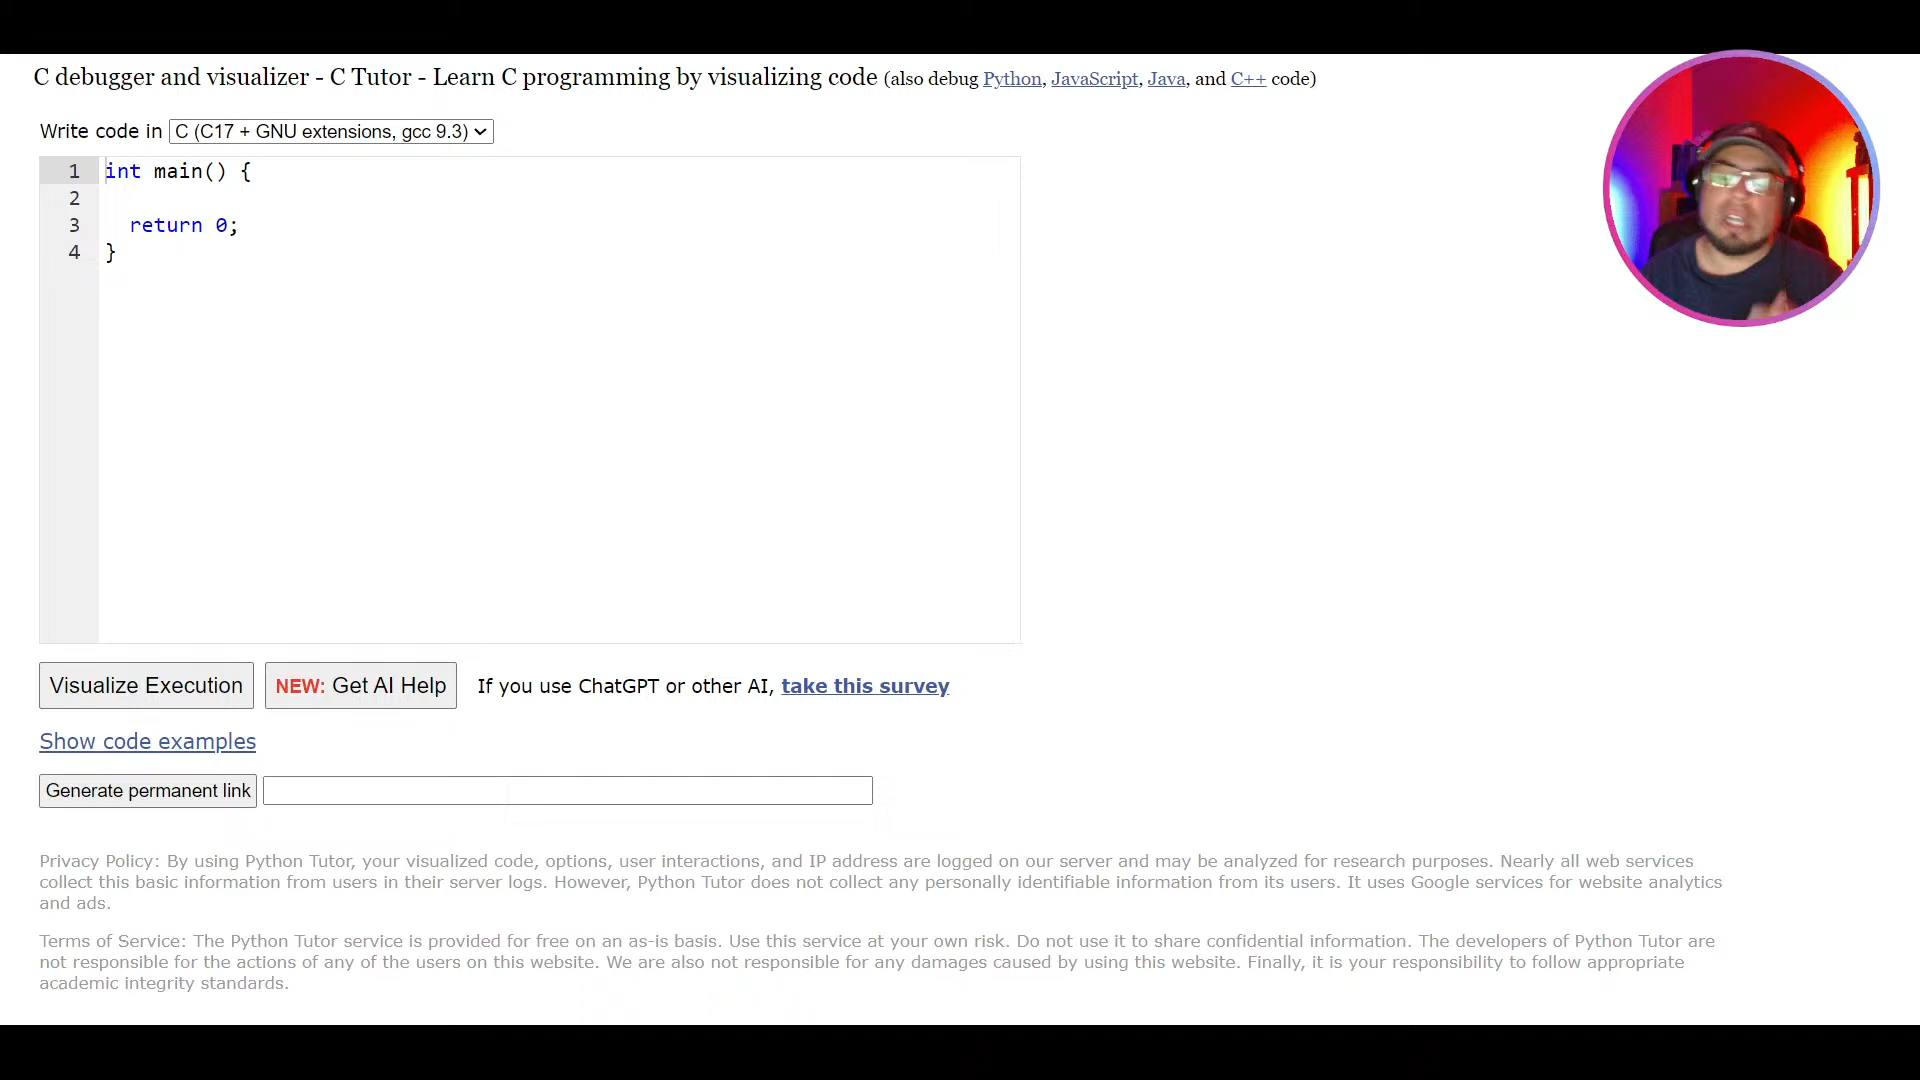 C debugger and visualizer - C Tutor - Learn C programming by visualizing code (also debug Python, JavaScript, Java, and C++ code)
Write code in C (C17 + GNU extensions, gcc 9.3)
1 int main() {
2
3 return 0;
4 }
Visualize Execution NEW: Get AI Help If you use ChatGPT or other AI, take this survey
Show code examples
Generate permanent link
Privacy Policy: By using Python Tutor, your visualized code, options, user interactions, and IP address are logged on our server and may be analyzed for research purposes. Nearly all web services
collect this basic information from users in their server logs. However, Python Tutor does not collect any personally identifiable information from its users. It uses Google services for website analytics
and ads.
Terms of Service: The Python Tutor service is provided for free on an as-is basis. Use this service at your own risk. Do not use it to share confidential information. The developers of Python Tutor are
not responsible for the actions of any of the users on this website. We are also not responsible for any damages caused by using this website. Finally, it is your responsibility to follow appropriate
academic integrity standards.